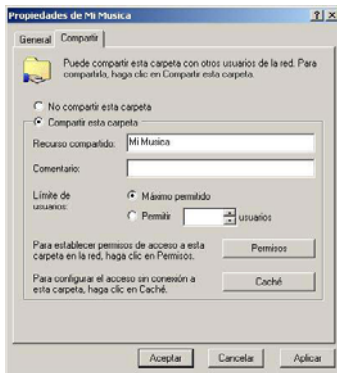 Propiedades de Mi Musica
General Compartir
Puede compartir esta carpeta con otros usuarios de la red. Para
compartirla, haga clic en Compartir esta carpeta.
No compartir esta carpeta
Compartir esta carpeta
Recurso compartido: Mi Musica
Comentario:
Límite de
usuarios:
Máximo permitido
Permitir usuarios
Para establecer permisos de acceso a esta
carpeta en la red, haga clic en Permisos.
Permisos
Para configurar el acceso sin conexión a
esta carpeta, haga clic en Caché.
Caché
Aceptar Cancelar Aplicar